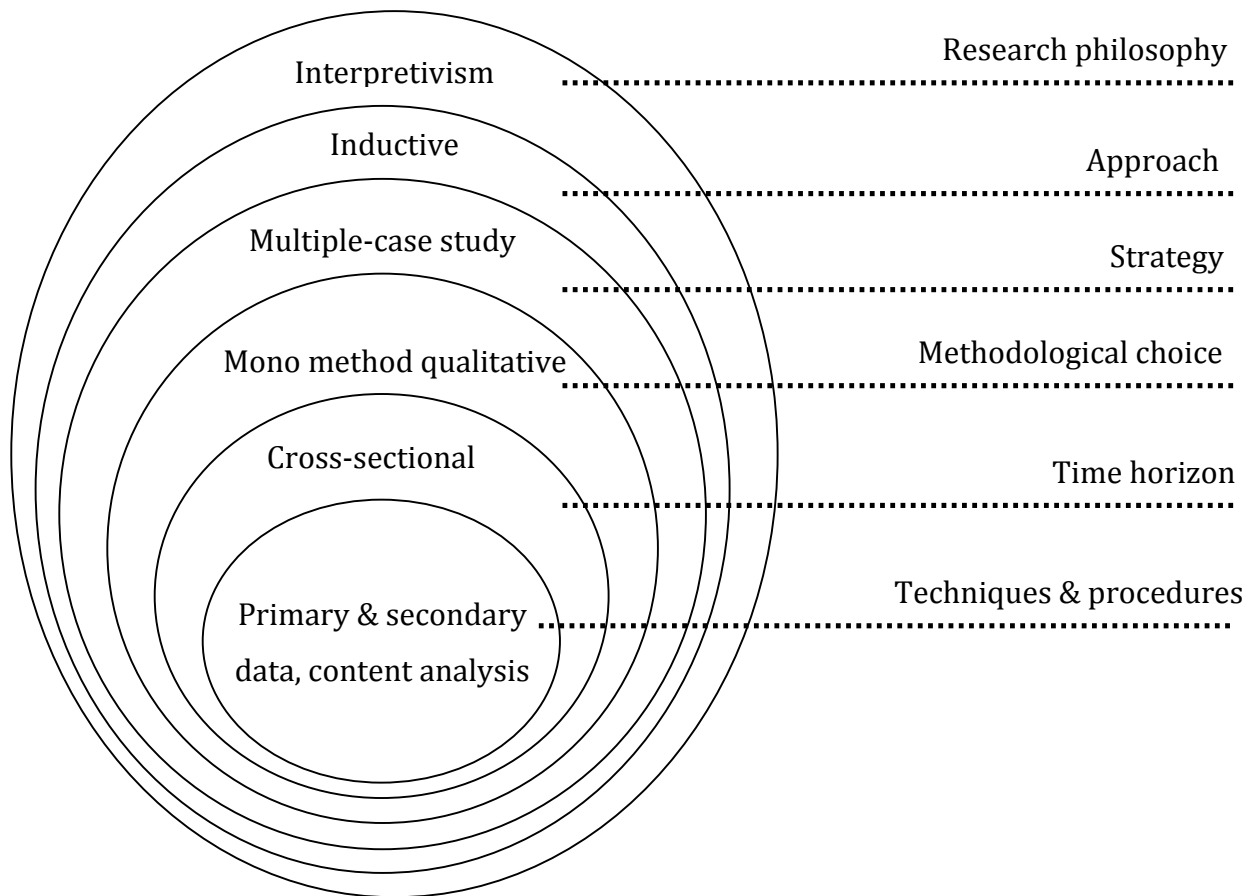 Research philosophy
Interpretivism
Inductive
Approach
Multiple-case study
Strategy
Mono method qualitative
Methodological choice
Cross-sectional
Time horizon
Primary & secondary
data, content analysis
Techniques & procedures